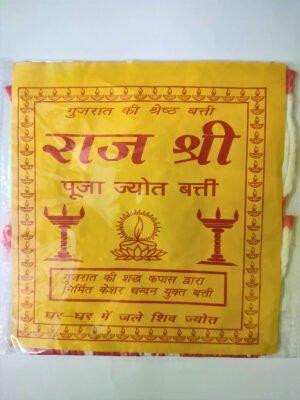 गुजरात की श्रेष्ठ बत्ती
राज श्री
पूजा ज्योत बत्ती
गुजरात की शुद्ध कपास द्वारा
निर्मित केशर चन्दन युक्त बत्ती
घर-घर में जले शिव ज्योत